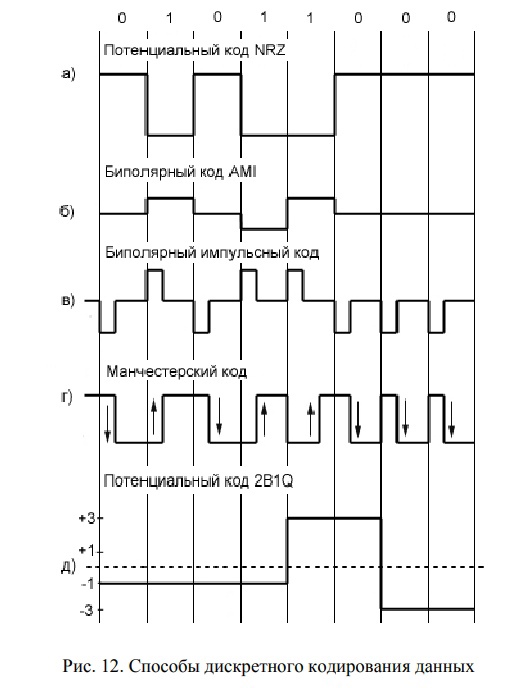 0 1 0 1 1 0 0 0
Потенциальный код NRZ
а)
Биполярный код AMI
б)
Биполярный импульсный код
в)
Манчестерский код
г)
Потенциальный код 2B1Q
+3
+1
д)
-1
-3
Рис. 12. Способы дискретного кодирования данных